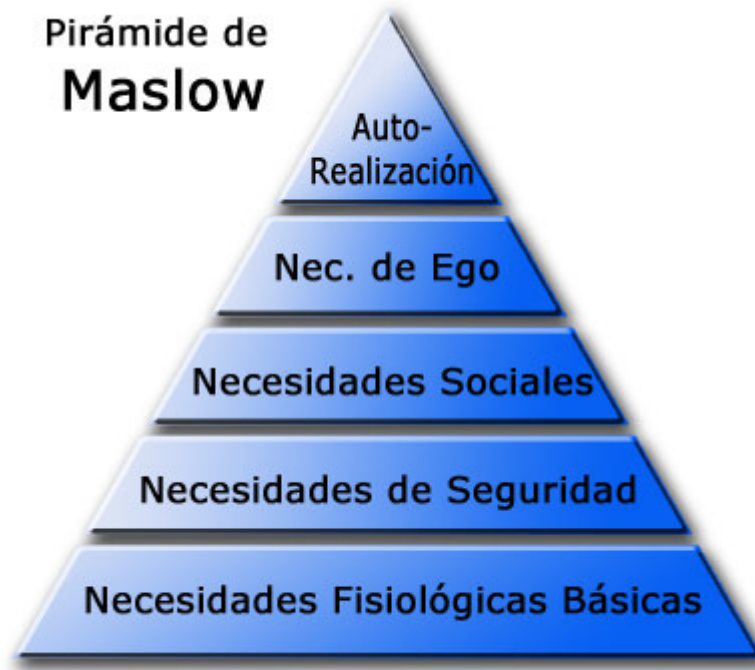 Pirámide de
Maslow
Auto-
Realización
Nec. de Ego
Necesidades Sociales
Necesidades de Seguridad
Necesidades Fisiológicas Básicas